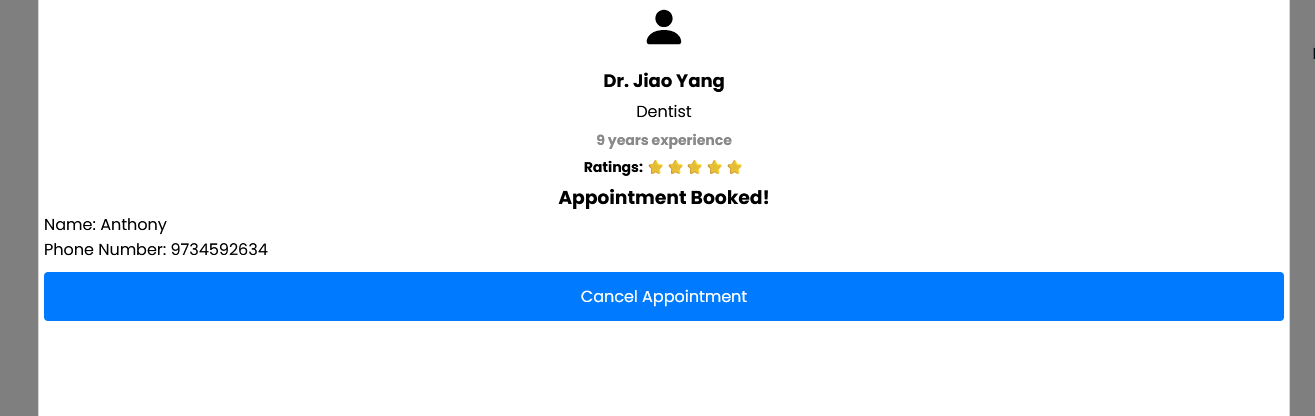 Dr. Jiao Yang
Dentist
9 years experience
Ratings:
Appointment Booked!
Name: Anthony
Phone Number: 9734592634
Cancel Appointment